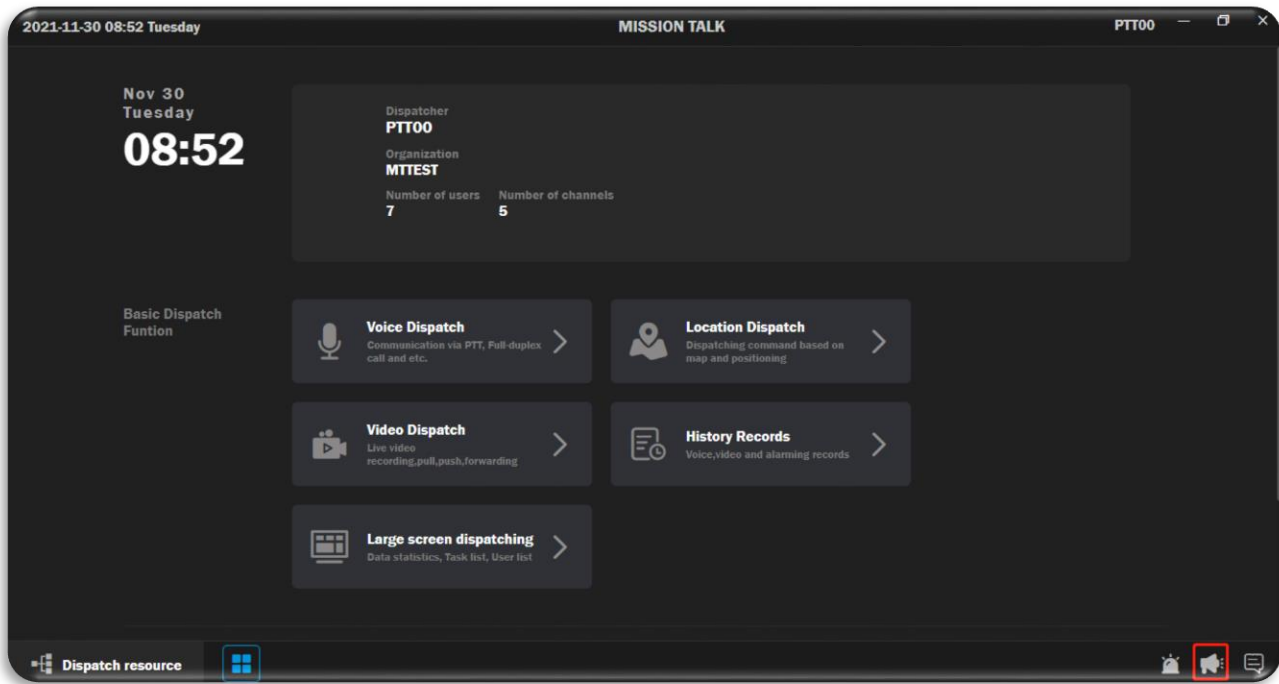 2021-11-30 08:52 Tuesday
MISSION TALK
PTT00
Nov 30
Tuesday
08:52
Dispatcher
PTT00
Organization
MTTEST
Number of users Number of channels
7 5
Basic Dispatch
Funtion
Voice Dispatch
Communication via PTT, Full-duplex
call and etc.
Location Dispatch
Dispatching command based on
map and positioning
Video Dispatch
Live video
recording,pull,push,forwarding
History Records
Voice,video and alarming records
Large screen dispatching
Data statistics, Task list, User list
Dispatch resource